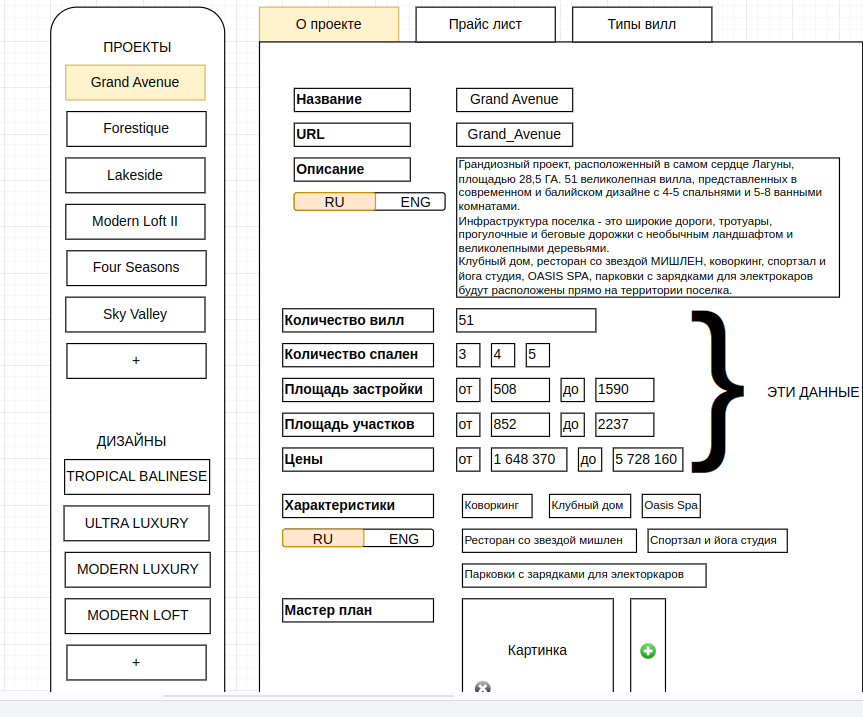 ПРОЕКТЫ
Grand Avenue
Forestique
Lakeside
Modern Loft II
Four Seasons
Sky Valley
+
ДИЗАЙНЫ
TROPICAL BALINESE
ULTRA LUXURY
MODERN LUXURY
MODERN LOFT
+
О проекте Прайс лист Типы вилл
Название Grand Avenue
URL Grand_Avenue
Описание
RU ENG
Грандиозный проект, расположенный в самом сердце Лагуны,
площадью 28,5 ГА. 51 великолепная вилла, представленных в
современном и балийском дизайне с 4-5 спальнями и 5-8 ванными
комнатами.
Инфраструктура поселка - это широкие дороги, тротуары,
прогулочные и беговые дорожки с необычным ландшафтом и
великолепными деревьями.
Клубный дом, ресторан со звездой МИШЛЕН, коворкинг, спортзал и
йога студия, OASIS SPA, парковки с зарядками для электрокаров
будут расположены прямо на территории поселка.
Количество вилл 51
Количество спален 3 4 5
Площадь застройки от 508 до 1590
Площадь участков от 852 до 2237
Цены от 1 648 370 до 5 728 160
} ЭТИ ДАННЫЕ
Характеристики Коворкинг Клубный дом Oasis Spa
RU ENG Ресторан со звездой мишлен Спортзал и йога студия
Парковки с зарядками для электоркаров
Мастер план
Картинка